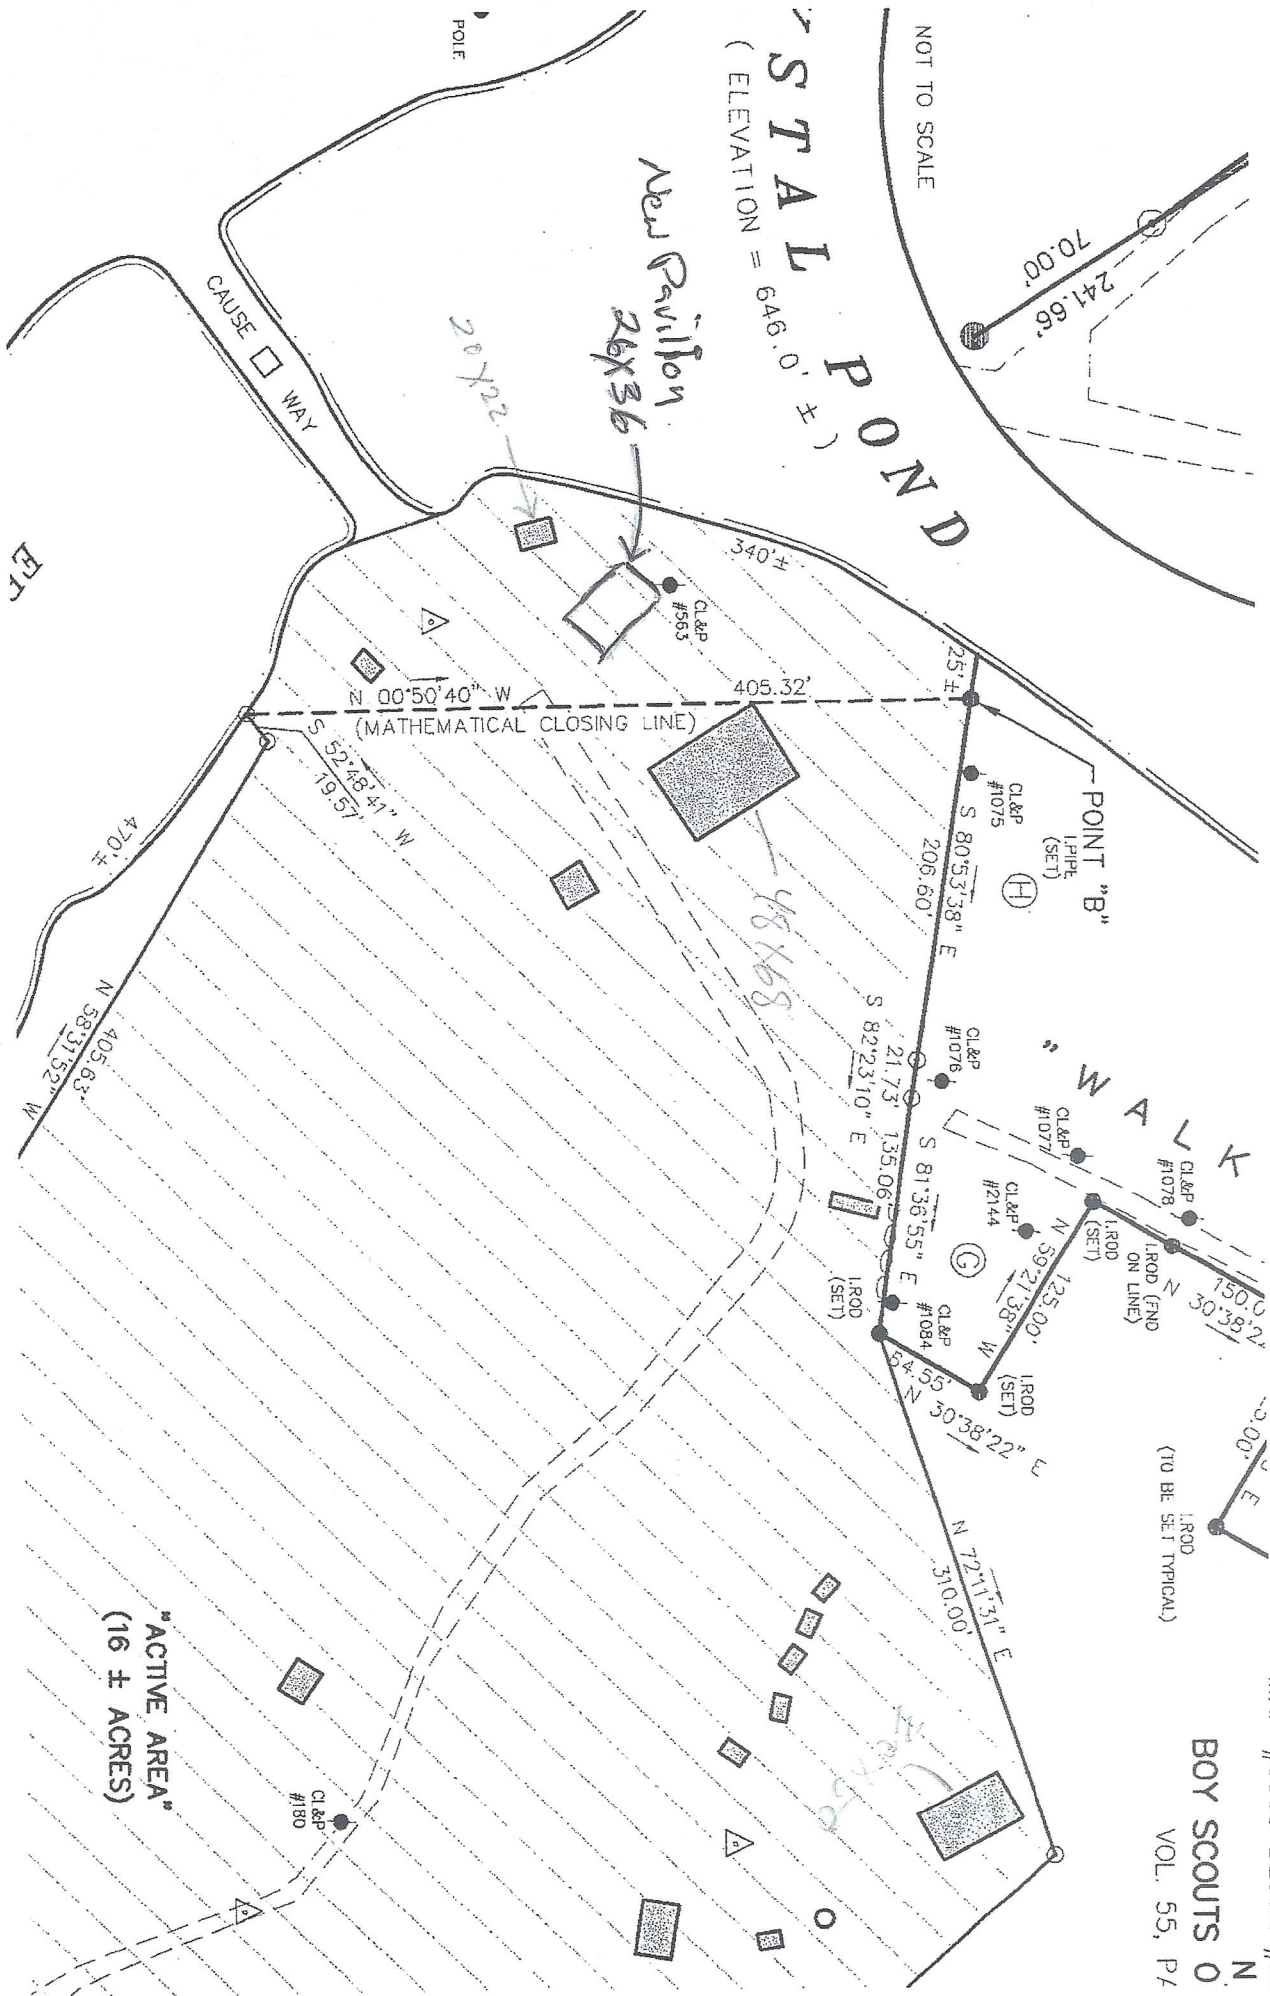 NOT TO SCALE
70.00'
241.66'
STAL POND
( ELEVATION = 646.0' ± )
POLE
New Pavillon
26X36
20X22
CAUSE WAY
340'±
CL&P
#563
25'±
405.32'
N 00°50'40" W
(MATHEMATICAL CLOSING LINE)
S 52°48'41" W
19.57'
470'±
N 58°31'52" W
405.63'
48X68
POINT "B"
I.PIPE
(SET)
CL&P
#1075
H
S 80°53'38" E
206.60'
CL&P
#1076
21.73'
S 82°23'10" E
S 81°36'55" E
135.06'
"WALK
CL&P
#1077
CL&P
#1078
CL&P
#2144
G
I.ROD
(SET)
I.ROD (FND
ON LINE)
N 59°21'38" W
125.00'
150.0
N 30°38'2
I.ROD
(SET)
CL&P
#1084
I.ROD
(SET)
54.55'
N 30°38'22" E
I.ROD
(TO BE SET TYPICAL)
E
N 72°11'31" E
310.00'
"ACTIVE AREA"
(16 ± ACRES)
CL&P
#180
N
BOY SCOUTS O
VOL. 55, PA